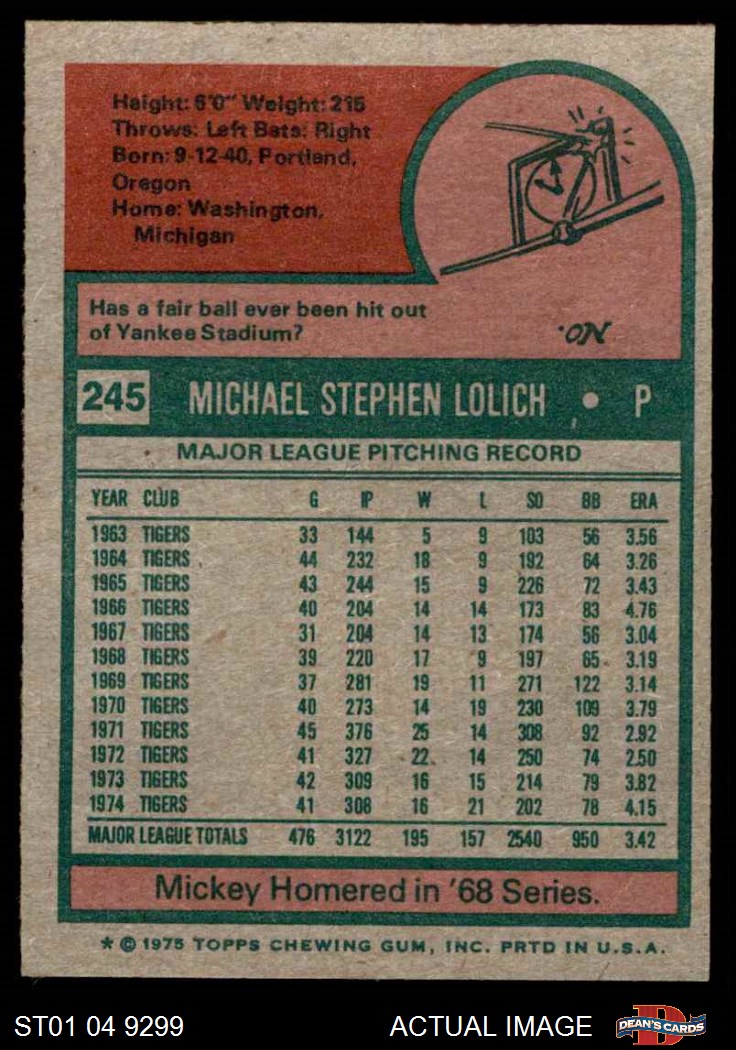 Height: 6'0" Weight: 215
Throws: Left Bats: Right
Born: 9-12-40, Portland,
Oregon
Home: Washington,
Michigan
Has a fair ball ever been hit out
of Yankee Stadium?
·ON
245 MICHAEL STEPHEN LOLICH • P
MAJOR LEAGUE PITCHING RECORD
YEAR CLUB G IP W L SO BB ERA
1963 TIGERS 33 144 5 9 103 56 3.56
1964 TIGERS 44 232 18 9 192 64 3.26
1965 TIGERS 43 244 15 9 226 72 3.43
1966 TIGERS 40 204 14 14 173 83 4.76
1967 TIGERS 31 204 14 13 174 56 3.04
1968 TIGERS 39 220 17 9 197 65 3.19
1969 TIGERS 37 281 19 11 271 122 3.14
1970 TIGERS 40 273 14 19 230 109 3.79
1971 TIGERS 45 376 25 14 308 92 2.92
1972 TIGERS 41 327 22 14 250 74 2.50
1973 TIGERS 42 309 16 15 214 79 3.82
1974 TIGERS 41 308 16 21 202 78 4.15
MAJOR LEAGUE TOTALS 476 3122 195 157 2540 950 3.42
Mickey Homered in '68 Series.
* © 1975 TOPPS CHEWING GUM, INC. PRTD IN U.S.A.
ST01 04 9299 ACTUAL IMAGE D DEAN'S CARDS